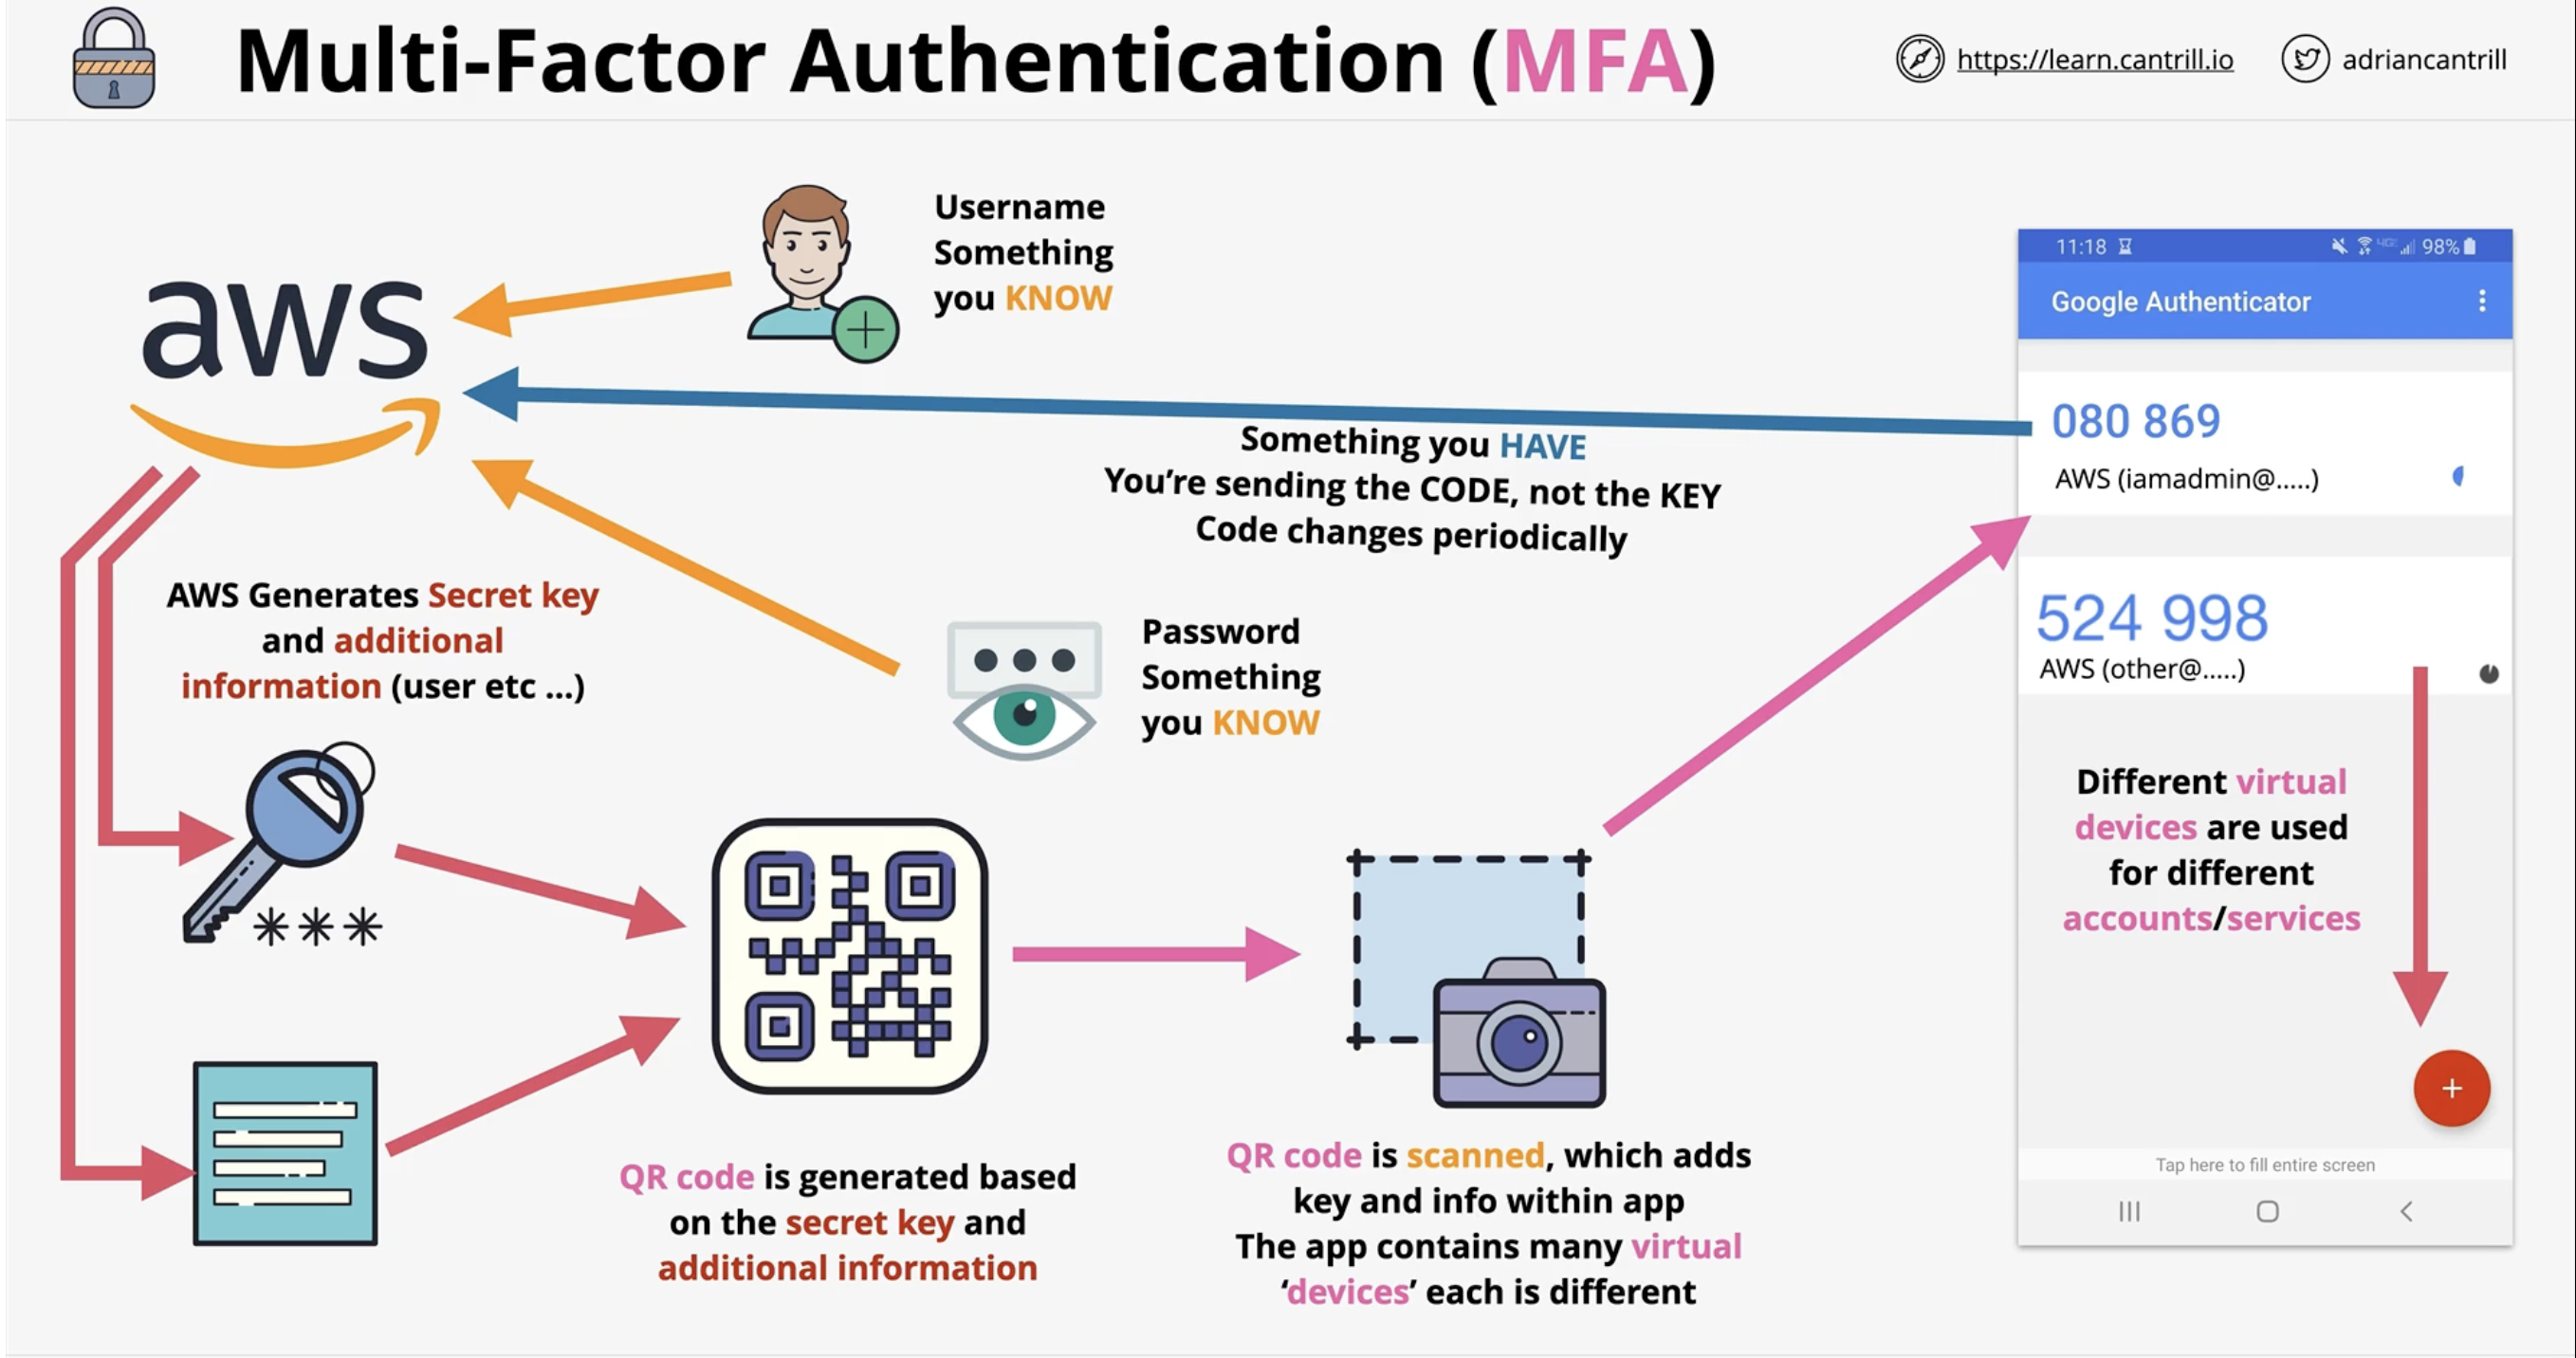 Multi-Factor Authentication (MFA)
https://learn.cantrill.io
adriancantrill
Username
Something
you KNOW
aws
Something you HAVE
You're sending the CODE, not the KEY
Code changes periodically
AWS Generates Secret key
and additional
information (user etc ...)
Password
Something
you KNOW
***
QR code is generated based
on the secret key and
additional information
QR code is scanned, which adds
key and info within app
The app contains many virtual
‘devices’ each is different
11:18
98%
Google Authenticator
080 869
AWS (iamadmin@.....)
524 998
AWS (other@.....)
Different virtual
devices are used
for different
accounts/services
+
Tap here to fill entire screen